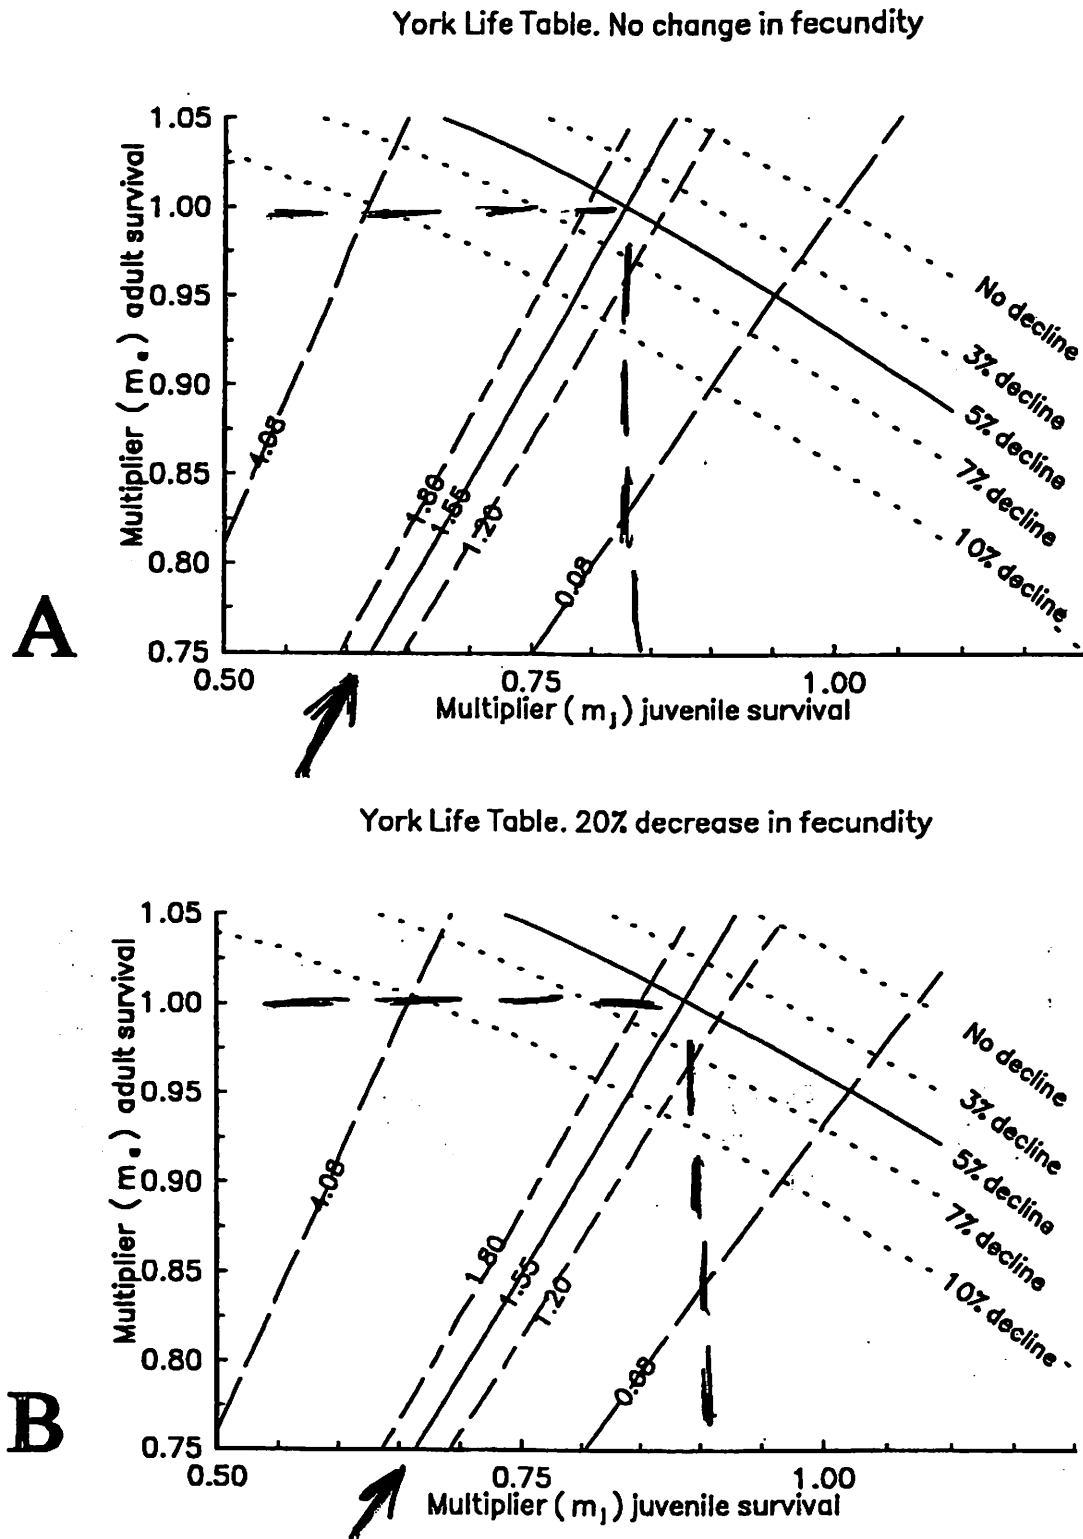 York Life Table. No change in fecundity
1.05
1.00
0.95
0.90
0.85
0.80
0.75
Multiplier (mₐ) adult survival
4.08
1.80
1.55
1.20
0.08
No decline
3% decline
5% decline
7% decline
10% decline
A
0.50 0.75 1.00
Multiplier (mⱼ) juvenile survival
York Life Table. 20% decrease in fecundity
1.05
1.00
0.95
0.90
0.85
0.80
0.75
Multiplier (mₐ) adult survival
4.08
1.80
1.55
1.20
0.08
No decline
3% decline
5% decline
7% decline
10% decline
B
0.50 0.75 1.00
Multiplier (mⱼ) juvenile survival